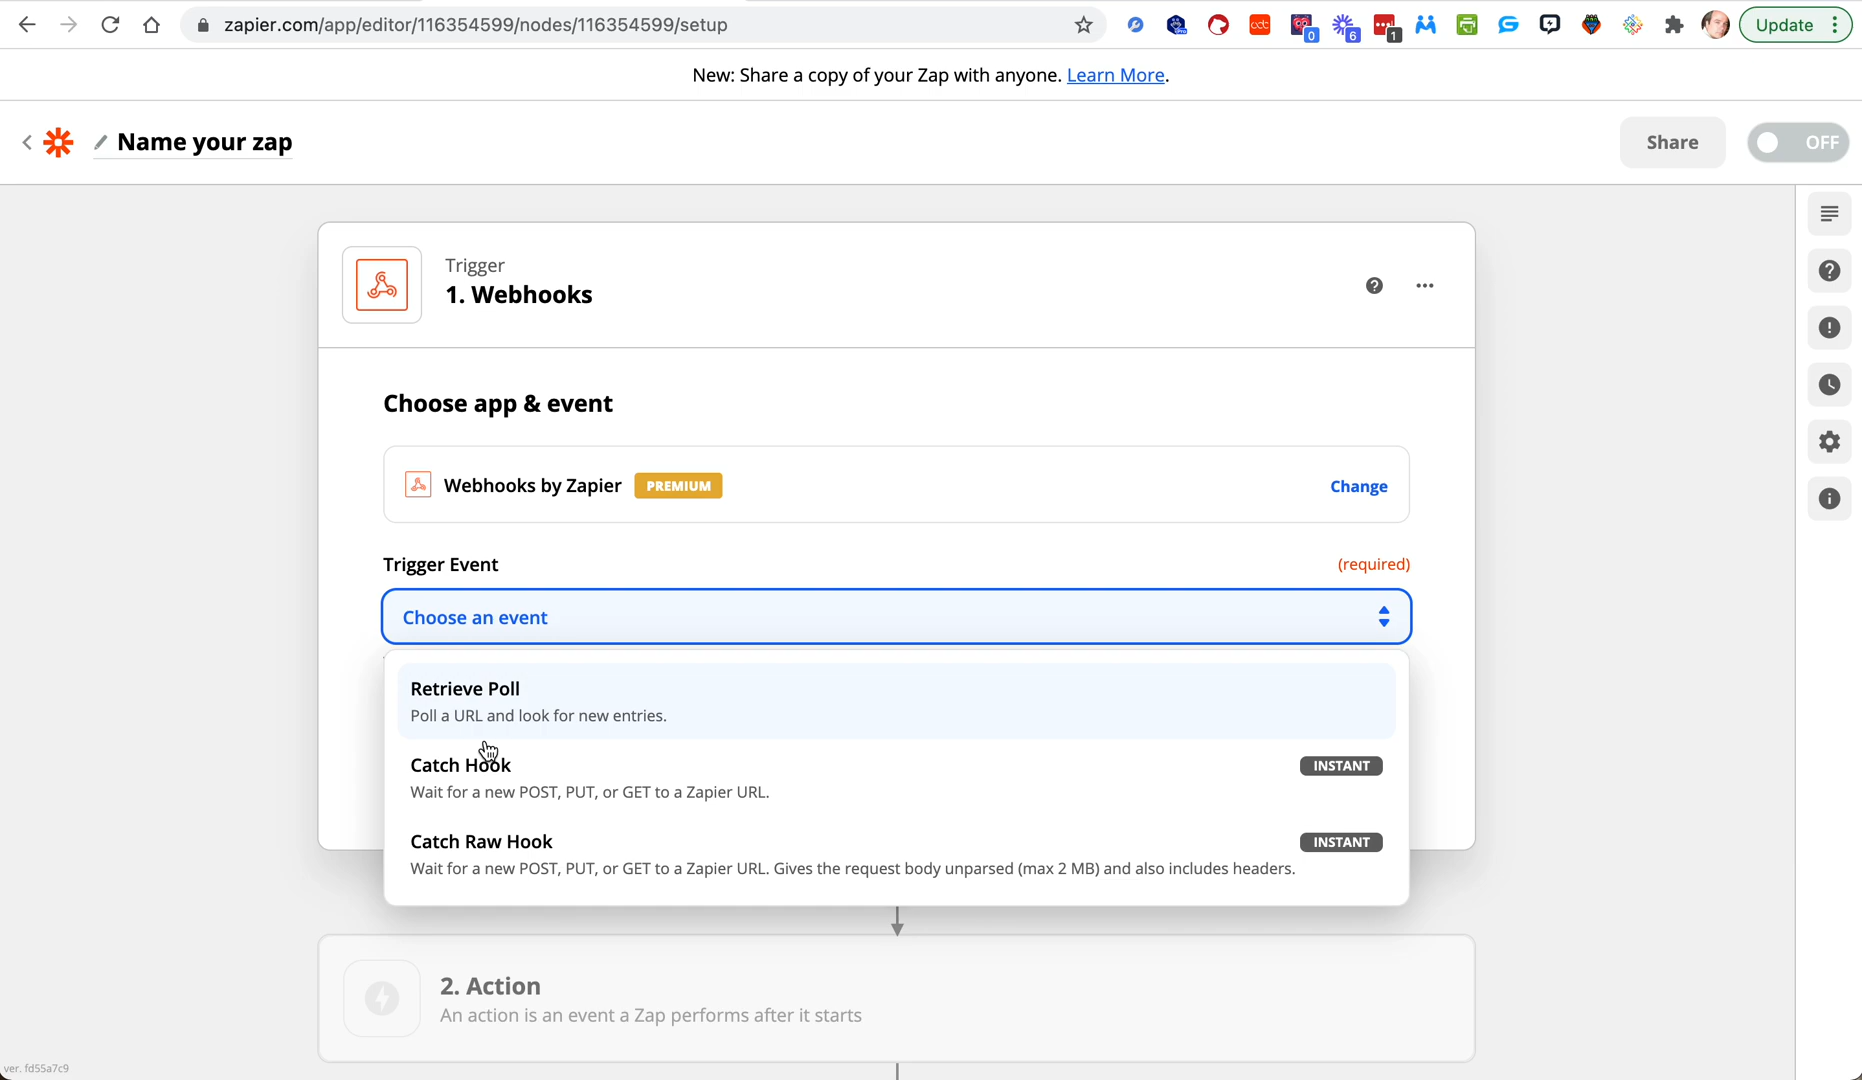 zapier.com/app/editor/116354599/nodes/116354599/setup
0
6
1
Update
New: Share a copy of your Zap with anyone. Learn More.
Name your zap
Share
OFF
Trigger
1. Webhooks
Choose app & event
Webhooks by Zapier
PREMIUM
Change
Trigger Event
(required)
Choose an event
Retrieve Poll
Poll a URL and look for new entries.
Catch Hook
INSTANT
Wait for a new POST, PUT, or GET to a Zapier URL.
Catch Raw Hook
INSTANT
Wait for a new POST, PUT, or GET to a Zapier URL. Gives the request body unparsed (max 2 MB) and also includes headers.
2. Action
An action is an event a Zap performs after it starts
ver. fd55a7c9